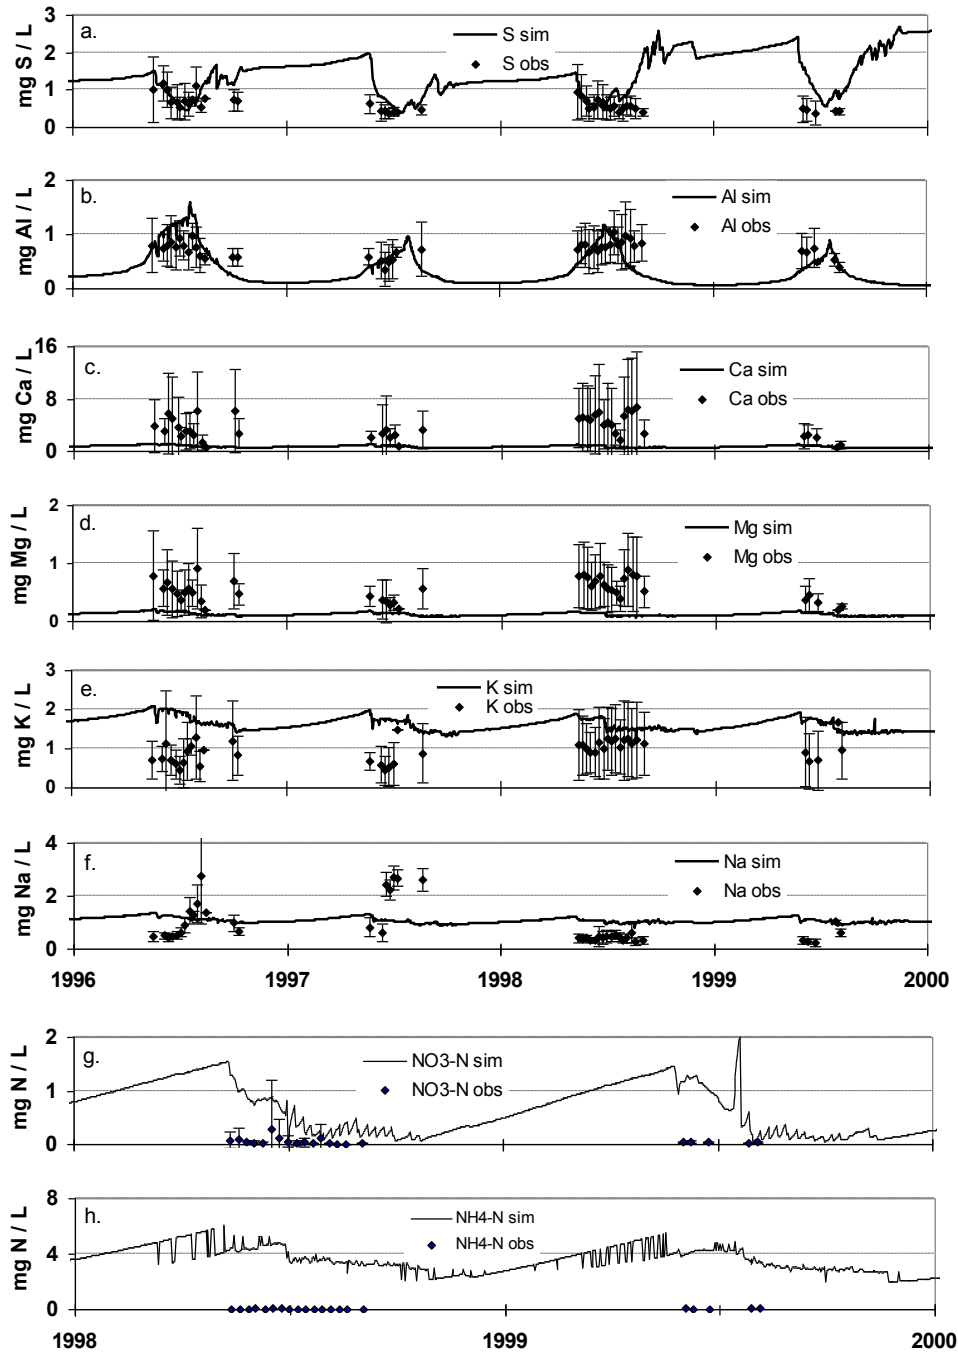 a.
S sim
S obs
mg S / L
3
2
1
0
b.
Al sim
Al obs
mg Al / L
2
1
0
c.
Ca sim
Ca obs
mg Ca / L
16
8
0
d.
Mg sim
Mg obs
mg Mg / L
2
1
0
e.
K sim
K obs
mg K / L
3
2
1
0
f.
Na sim
Na obs
mg Na / L
4
2
0
1996 1997 1998 1999 2000
g.
NO3-N sim
NO3-N obs
mg N / L
2
1
0
h.
NH4-N sim
NH4-N obs
mg N / L
8
4
0
1998 1999 2000